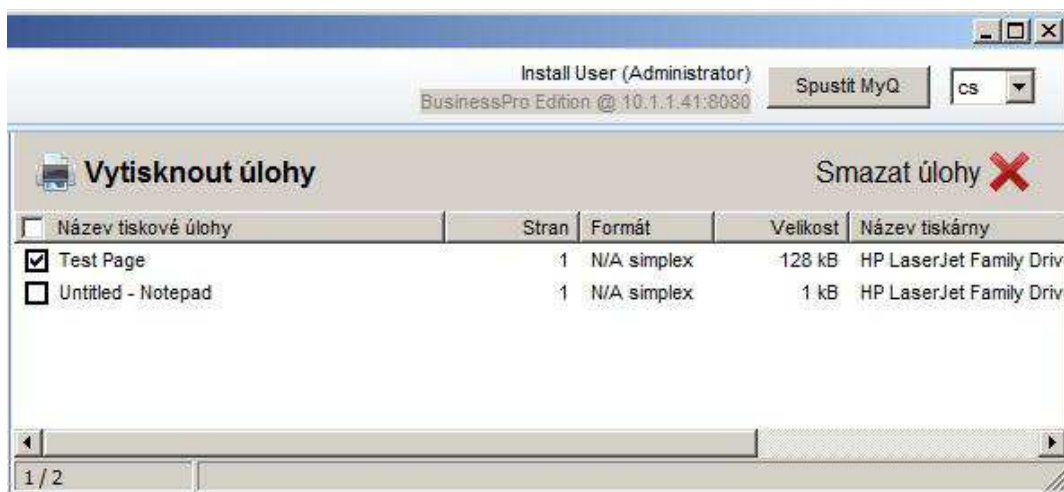 Install User (Administrator)
BusinessPro Edition @ 10.1.1.41:8080
Spustit MyQ
cs
Vytisknout úlohy
Smazat úlohy
Název tiskové úlohy Stran Formát Velikost Název tiskárny
Test Page 1 N/A simplex 128 kB HP LaserJet Family Driv
Untitled - Notepad 1 N/A simplex 1 kB HP LaserJet Family Driv
1 / 2